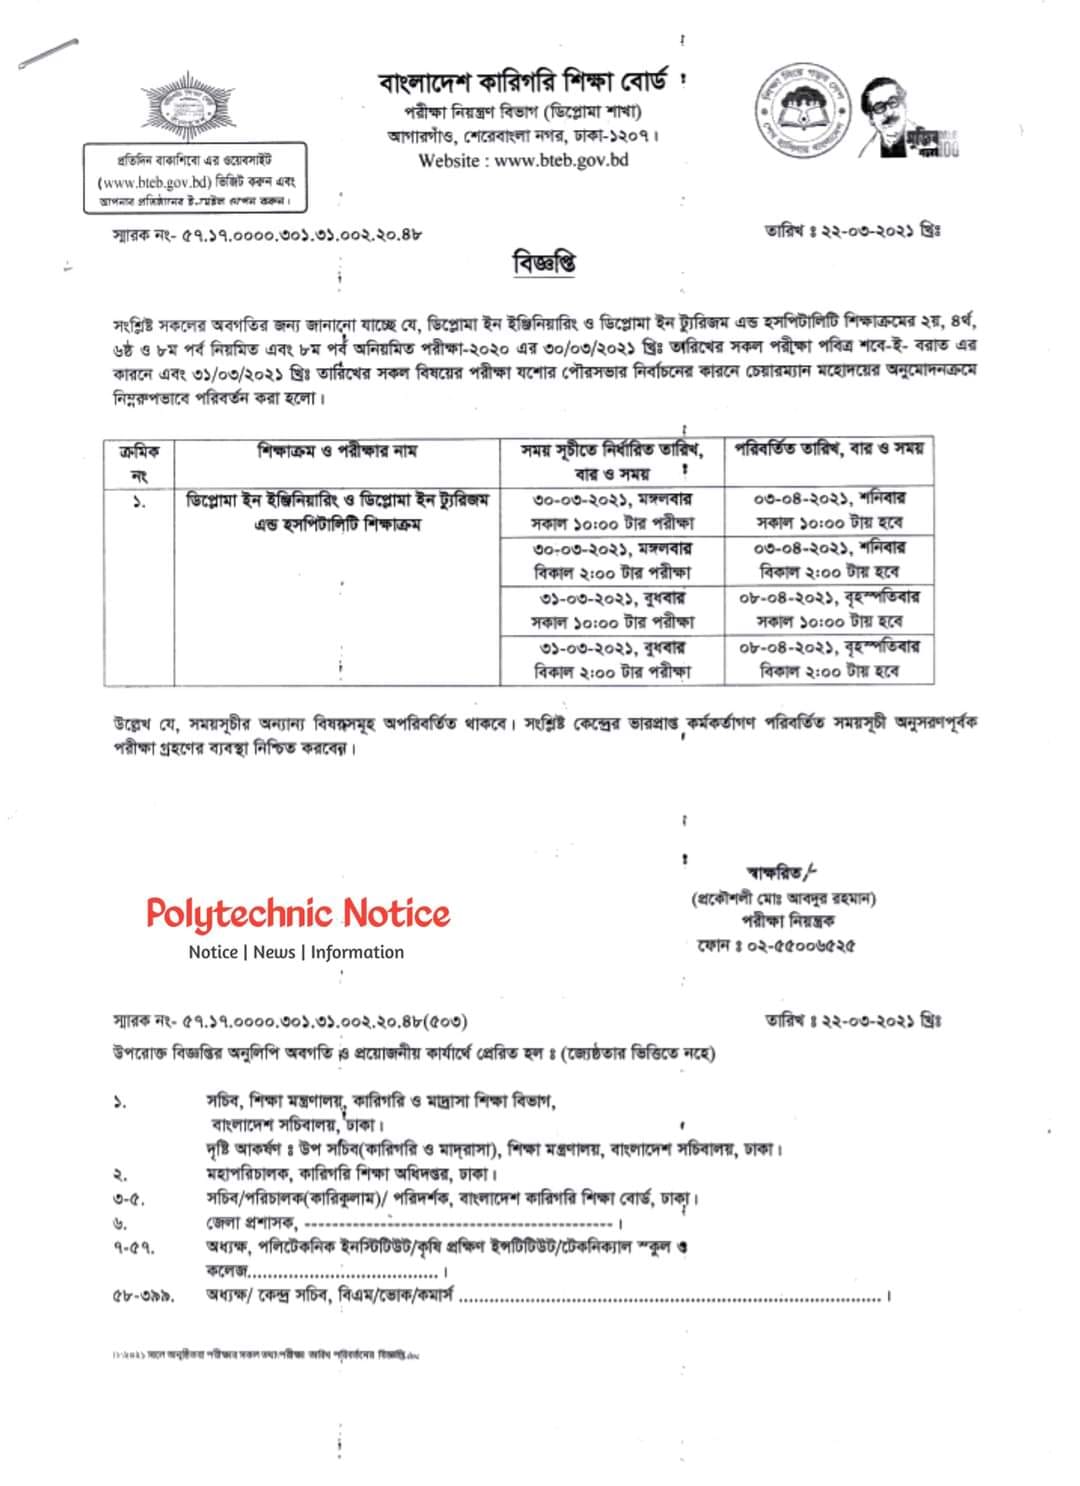 বাংলাদেশ কারিগরি শিক্ষা বোর্ড
পরীক্ষা নিয়ন্ত্রণ বিভাগ (ডিপ্লোমা শাখা)
আগারগাঁও, শেরেবাংলা নগর, ঢাকা-১২০৭।
Website : www.bteb.gov.bd
প্রতিদিন বাকাশিবো এর ওয়েবসাইট
(www.bteb.gov.bd) ভিজিট করুন এবং
আপনার প্রতিষ্ঠানের ই-মেইল ওপেন করুন।
স্মারক নং- ৫৭.১৭.০০০০.৩০১.৩১.০০২.২০.৪৮
তারিখ ঃ ২২-০৩-২০২১ খ্রিঃ
বিজ্ঞপ্তি
সংশ্লিষ্ট সকলের অবগতির জন্য জানানো যাচ্ছে যে, ডিপ্লোমা ইন ইঞ্জিনিয়ারিং ও ডিপ্লোমা ইন ট্যুরিজম এন্ড হসপিটালিটি শিক্ষাক্রমের ২য়, ৪র্থ,
৬ষ্ঠ ও ৮ম পর্ব নিয়মিত এবং ৮ম পর্ব অনিয়মিত পরীক্ষা-২০২০ এর ৩০/০৩/২০২১ খ্রিঃ তারিখের সকল পরীক্ষা পবিত্র শবে-ই- বরাত এর
কারনে এবং ৩১/০৩/২০২১ খ্রিঃ তারিখের সকল বিষয়ের পরীক্ষা যশোর পৌরসভার নির্বাচনের কারনে চেয়ারম্যান মহোদয়ের অনুমোদনক্রমে
নিম্নরুপভাবে পরিবর্তন করা হলো।
ক্রমিক নং
শিক্ষাক্রম ও পরীক্ষার নাম
সময় সূচীতে নির্ধারিত তারিখ,
বার ও সময়
পরিবর্তিত তারিখ, বার ও সময়
১.
ডিপ্লোমা ইন ইঞ্জিনিয়ারিং ও ডিপ্লোমা ইন ট্যুরিজম
এন্ড হসপিটালিটি শিক্ষাক্রম
৩০-০৩-২০২১, মঙ্গলবার
সকাল ১০:০০ টার পরীক্ষা
০৩-০৪-২০২১, শনিবার
সকাল ১০:০০ টায় হবে
৩০-০৩-২০২১, মঙ্গলবার
বিকাল ২:০০ টার পরীক্ষা
০৩-০৪-২০২১, শনিবার
বিকাল ২:০০ টায় হবে
৩১-০৩-২০২১, বুধবার
সকাল ১০:০০ টার পরীক্ষা
০৮-০৪-২০২১, বৃহস্পতিবার
সকাল ১০:০০ টায় হবে
৩১-০৩-২০২১, বুধবার
বিকাল ২:০০ টার পরীক্ষা
০৮-০৪-২০২১, বৃহস্পতিবার
বিকাল ২:০০ টায় হবে
উল্লেখ যে, সময়সূচীর অন্যান্য বিষয়সমূহ অপরিবর্তিত থাকবে। সংশ্লিষ্ট কেন্দ্রের ভারপ্রাপ্ত কর্মকর্তাগণ পরিবর্তিত সময়সূচী অনুসরণপূর্বক
পরীক্ষা গ্রহণের ব্যবস্থা নিশ্চিত করবেন।
স্বাক্ষরিত/-
(প্রকৌশলী মোঃ আবদুর রহমান)
পরীক্ষা নিয়ন্ত্রক
ফোন ঃ ০২-৫৫০০৬৫২৫
Polytechnic Notice
Notice | News | Information
স্মারক নং- ৫৭.১৭.০০০০.৩০১.৩১.০০২.২০.৪৮(৫০৩)
তারিখ ঃ ২২-০৩-২০২১ খ্রিঃ
উপরোক্ত বিজ্ঞপ্তির অনুলিপি অবগতি ও প্রয়োজনীয় কার্যার্থে প্রেরিত হল ঃ (জ্যেষ্ঠতার ভিত্তিতে নহে)
১. সচিব, শিক্ষা মন্ত্রণালয়, কারিগরি ও মাদ্রাসা শিক্ষা বিভাগ,
বাংলাদেশ সচিবালয়, ঢাকা।
দৃষ্টি আকর্ষণ ঃ উপ সচিব(কারিগরি ও মাদ্রাসা), শিক্ষা মন্ত্রণালয়, বাংলাদেশ সচিবালয়, ঢাকা।
২. মহাপরিচালক, কারিগরি শিক্ষা অধিদপ্তর, ঢাকা।
৩-৫. সচিব/পরিচালক(কারিকুলাম)/ পরিদর্শক, বাংলাদেশ কারিগরি শিক্ষা বোর্ড, ঢাকা।
৬. জেলা প্রশাসক, --------------------------------------------।
৭-৫৭. অধ্যক্ষ, পলিটেকনিক ইনস্টিটিউট/কৃষি প্রক্ষিণ ইন্সটিটিউট/টেকনিক্যাল স্কুল ও
কলেজ.......................................।
৫৮-৩৯৯. অধ্যক্ষ/ কেন্দ্র সচিব, বিএম/ভোক/কমার্স .....................................................................................।